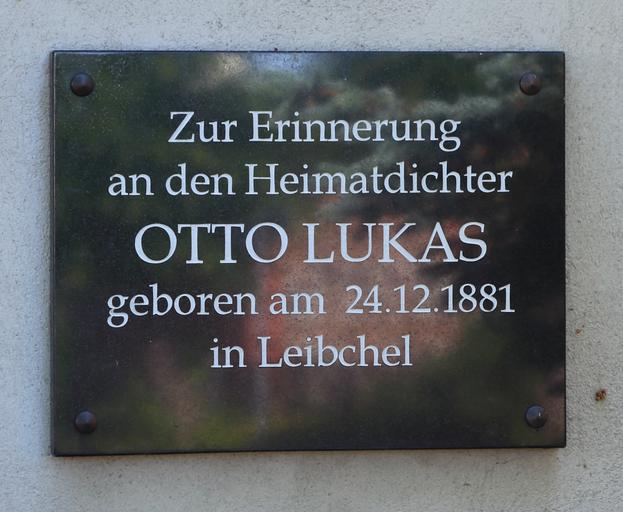 Zur Erinnerung
an den Heimatdichter
OTTO LUKAS
geboren am 24.12.1881
in Leibchel